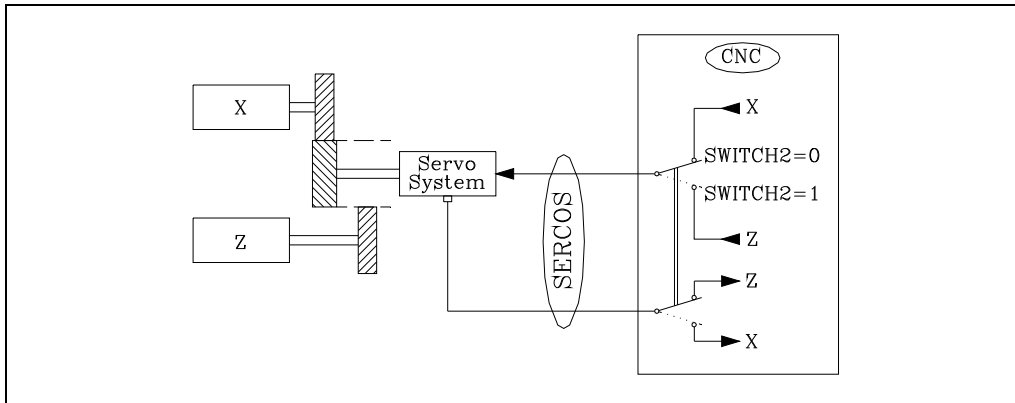 CNC
X
X
SWITCH2=0
Servo
System
SWITCH2=1
SERCOS
Z
Z
Z
X